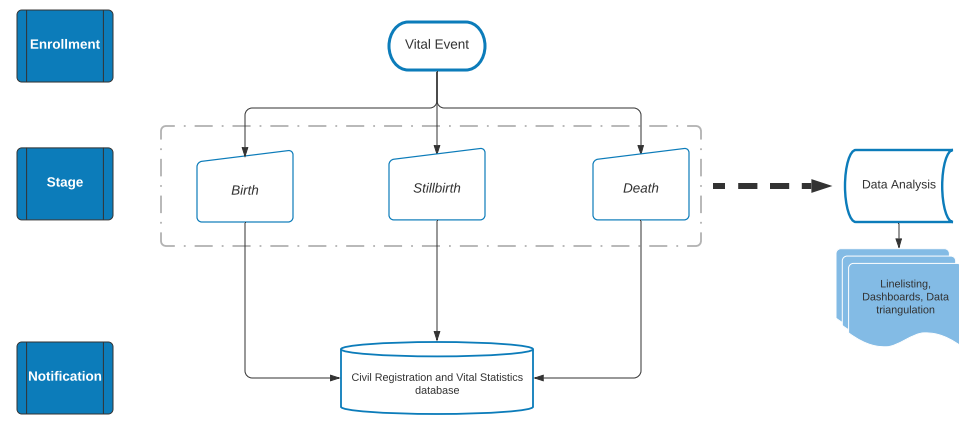 Enrollment
Vital Event
Stage
Birth
Stillbirth
Death
Data Analysis
Linelisting,
Dashboards, Data
triangulation
Notification
Civil Registration and Vital Statistics
database